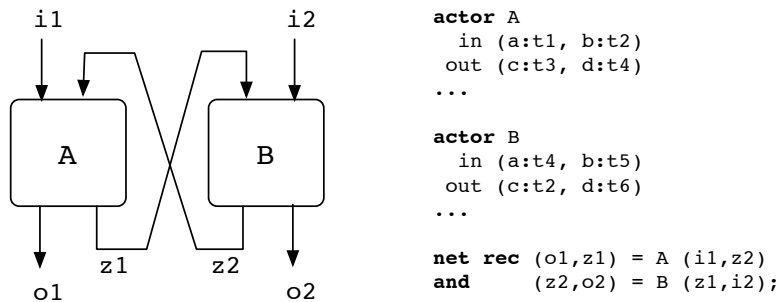 i1 i2
A B
z1 z2
o1 o2
actor A
in (a:t1, b:t2)
out (c:t3, d:t4)
...
actor B
in (a:t4, b:t5)
out (c:t2, d:t6)
...
net rec (o1,z1) = A (i1,z2)
and (z2,o2) = B (z1,i2);